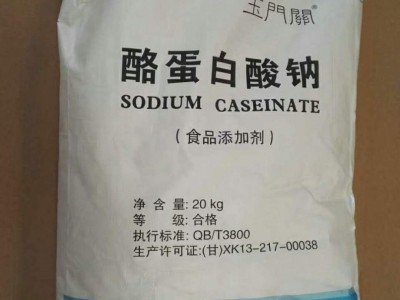 玉門關
酪蛋白酸钠
SODIUM CASEINATE
(食品添加剂)
净 含 量: 20 kg
等 级: 合格
执行标准: QB/T3800
生产许可证:(甘)XK13-217-00038